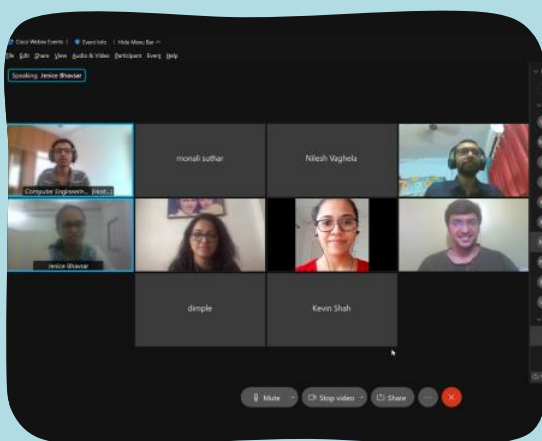 Cisco Webex Events | Event Info | Hide Menu Bar ^
File Edit Share View Audio & Video Participant Event Help
Speaking: Jenice Bhavsar
Computer Engineerin... (Host...)
monali suthar
Nilesh Vaghela
Jenice Bhavsar
dimple
Kevin Shah
Mute
Stop video
Share